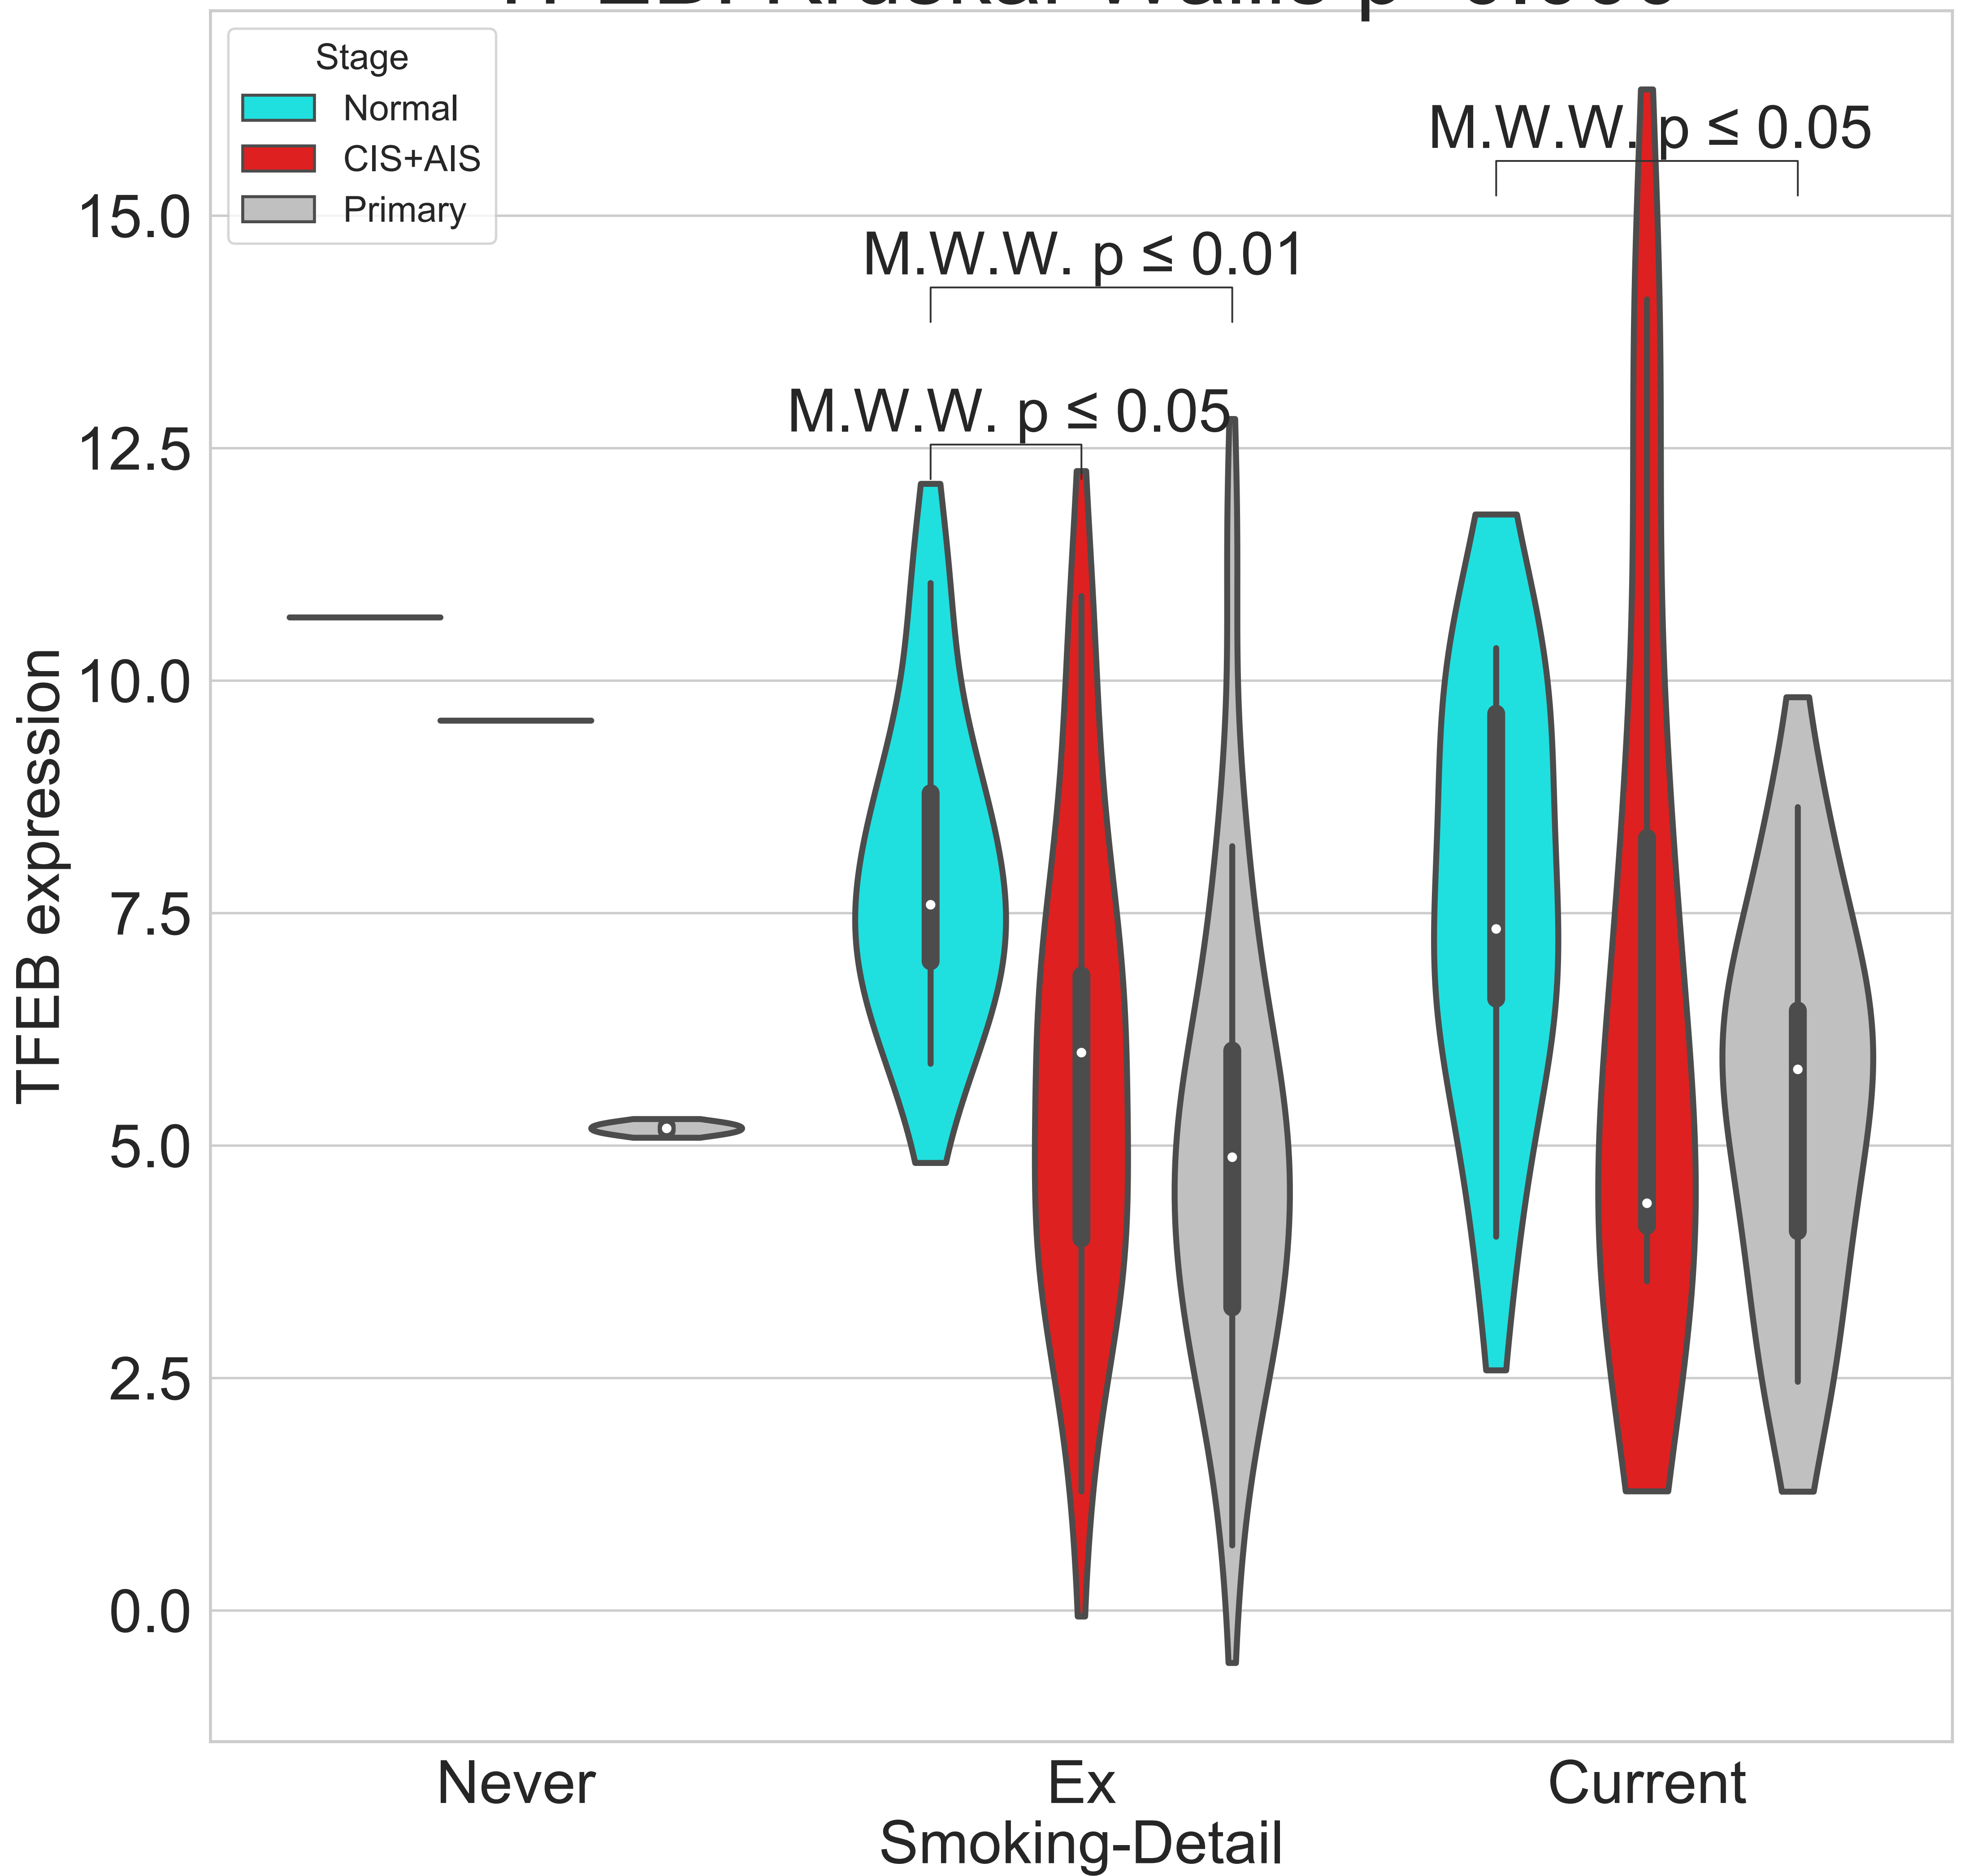 Stage
Normal
CIS+AIS
Primary
M.W.W. p ≤ 0.05
M.W.W. p ≤ 0.01
M.W.W. p ≤ 0.05
15.0
12.5
10.0
7.5
5.0
2.5
0.0
TFEB expression
Never
Ex
Current
Smoking-Detail